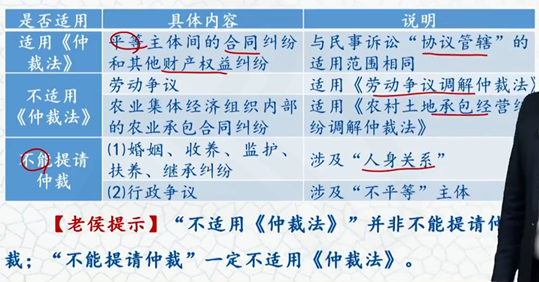 是否适用 具体内容 说明
适用《仲裁法》 平等主体间的合同纠纷和其他财产权益纠纷 与民事诉讼“协议管辖”的适用范围相同
不适用《仲裁法》 劳动争议 适用《劳动争议调解仲裁法》
农业集体经济组织内部的农业承包合同纠纷 适用《农村土地承包经营纠纷调解仲裁法》
不能提请仲裁 (1)婚姻、收养、监护、扶养、继承纠纷 涉及“人身关系”
(2)行政争议 涉及“不平等”主体
【老侯提示】“不适用《仲裁法》”并非不能提请仲
裁；“不能提请仲裁”一定不适用《仲裁法》。